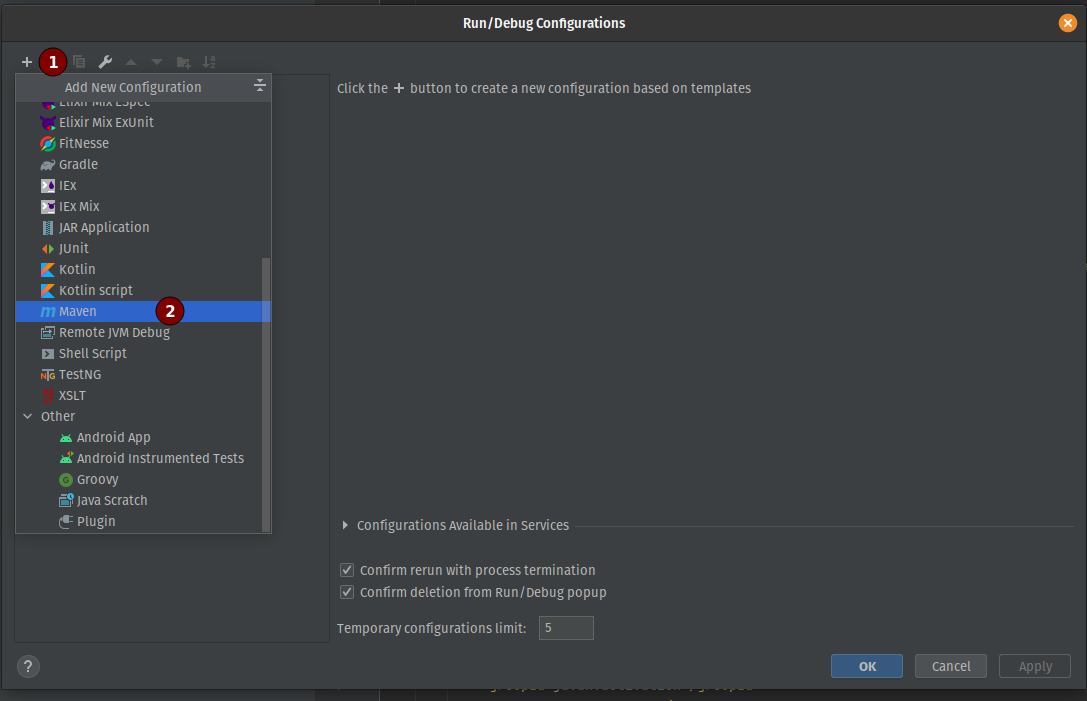 Run/Debug Configurations
1
Add New Configuration
Click the + button to create a new configuration based on templates
Elixir Mix ESpec
Elixir Mix ExUnit
FitNesse
Gradle
IEx
IEx Mix
JAR Application
JUnit
Kotlin
Kotlin script
Maven
2
Remote JVM Debug
Shell Script
TestNG
XSLT
Other
Android App
Android Instrumented Tests
Groovy
Java Scratch
Plugin
Configurations Available in Services
Confirm rerun with process termination
Confirm deletion from Run/Debug popup
Temporary configurations limit: 5
? OK Cancel Apply